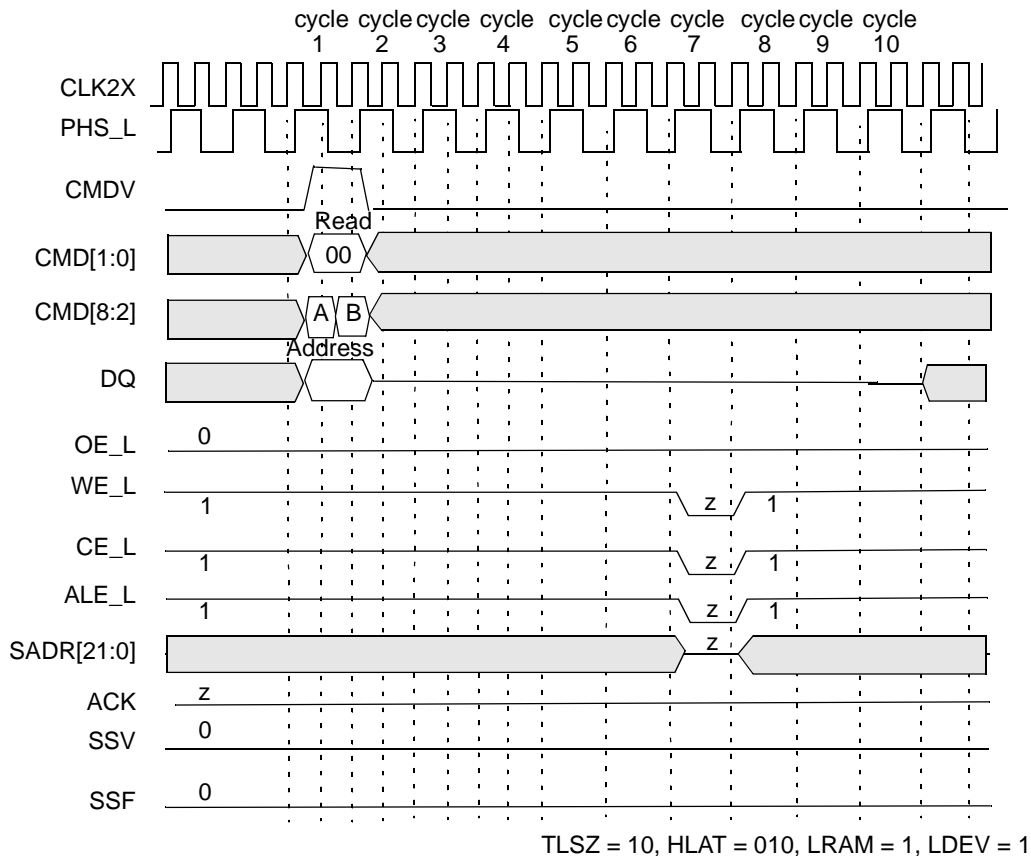 cycle cycle cycle cycle cycle cycle cycle cycle cycle cycle
1 2 3 4 5 6 7 8 9 10
CLK2X
PHS_L
CMDV
Read
CMD[1:0] 00
CMD[8:2] A B
Address
DQ
OE_L 0
WE_L 1 z 1
CE_L 1 z 1
ALE_L 1 z 1
SADR[21:0] z
ACK z
SSV 0
SSF 0
TLSZ = 10, HLAT = 010, LRAM = 1, LDEV = 1